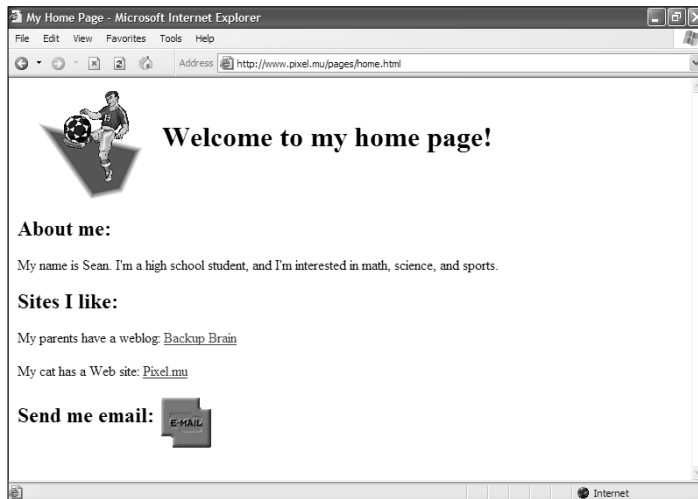 My Home Page - Microsoft Internet Explorer
File Edit View Favorites Tools Help
Address http://www.pixel.mu/pages/home.html
Welcome to my home page!
About me:
My name is Sean. I'm a high school student, and I'm interested in math, science, and sports.
Sites I like:
My parents have a weblog: Backup Brain
My cat has a Web site: Pixel.mu
Send me email: E-MAIL
Internet